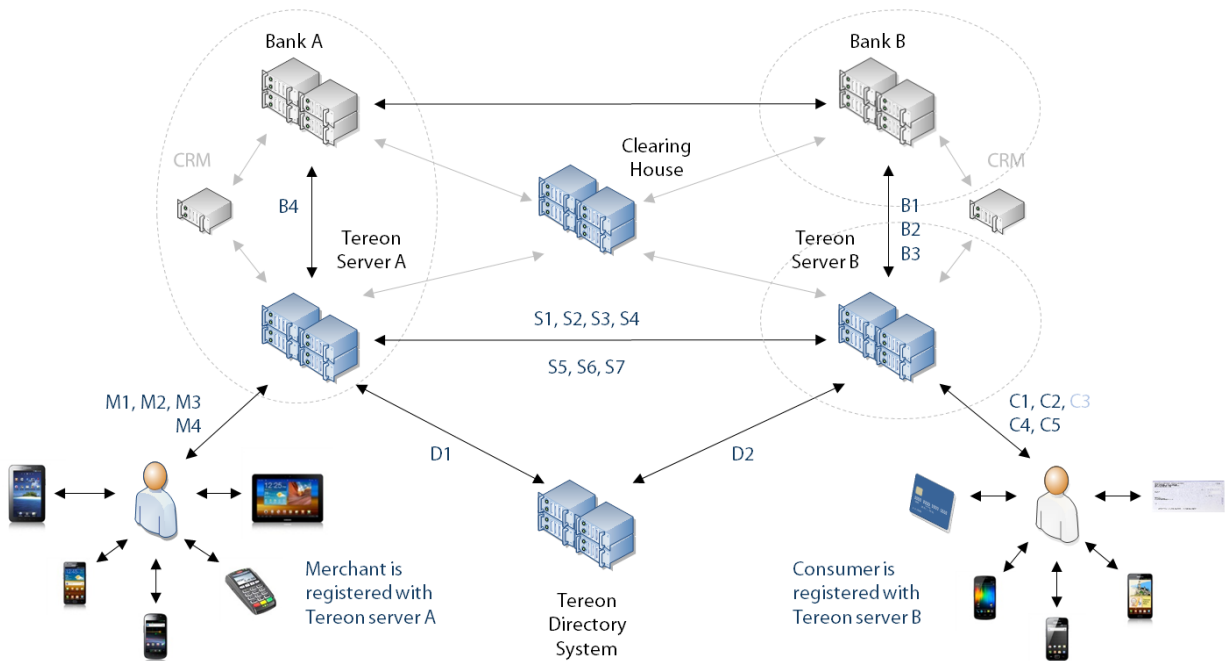 Bank A
Bank B
Clearing
House
CRM
CRM
B4
B1
B2
B3
Tereon
Server A
Tereon
Server B
S1, S2, S3, S4
S5, S6, S7
M1, M2, M3
M4
C1, C2, C3
C4, C5
D1
D2
Merchant is
registered with
Tereon server A
Consumer is
registered with
Tereon server B
Tereon
Directory
System